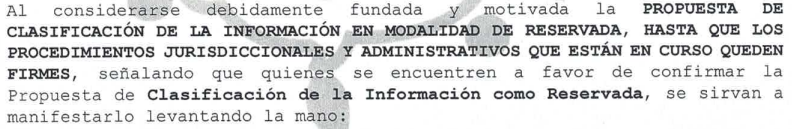 Al considerarse debidamente fundada y motivada la PROPUESTA DE
CLASIFICACIÓN DE LA INFORMACIÓN EN MODALIDAD DE RESERVADA, HASTA QUE LOS
PROCEDIMIENTOS JURISDICCIONALES Y ADMINISTRATIVOS QUE ESTÁN EN CURSO QUEDEN
FIRMES, señalando que quienes se encuentren a favor de confirmar la
Propuesta de Clasificación de la Información como Reservada, se sirvan a
manifestarlo levantando la mano: